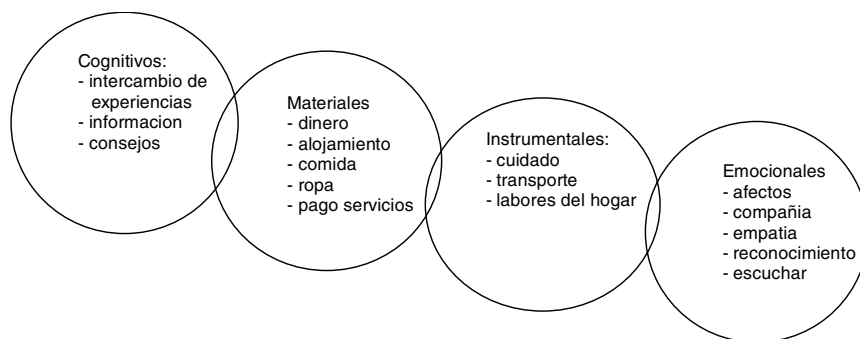 Cognitivos:
- intercambio de
experiencias
- informacion
- consejos
Materiales
- dinero
- alojamiento
- comida
- ropa
- pago servicios
Instrumentales:
- cuidado
- transporte
- labores del hogar
Emocionales
- afectos
- compañia
- empatia
- reconocimiento
- escuchar